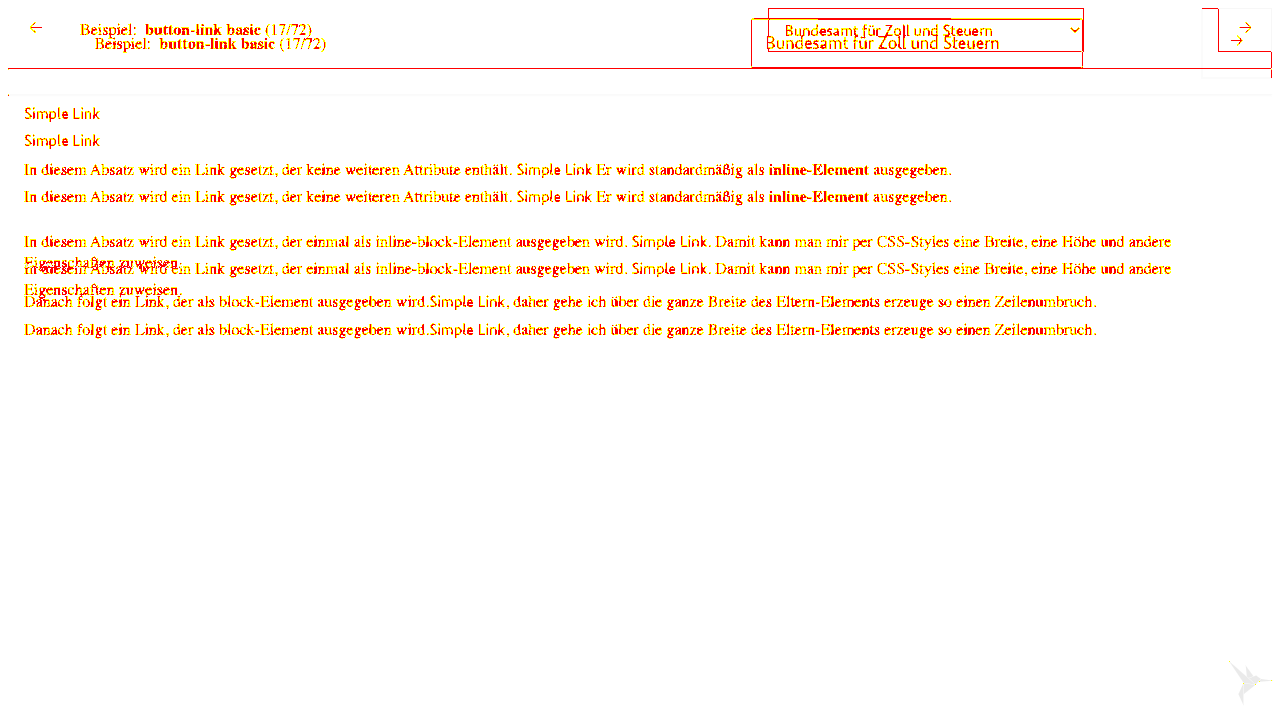 Beispiel: button-link basic (17/72)
Bundesamt für Zoll und Steuern
Beispiel: button-link basic (17/72)
Bundesamt für Zoll und Steuern
Simple Link
Simple Link
In diesem Absatz wird ein Link gesetzt, der keine weiteren Attribute enthält. Simple Link Er wird standardmäßig als inline-Element ausgegeben.
In diesem Absatz wird ein Link gesetzt, der keine weiteren Attribute enthält. Simple Link Er wird standardmäßig als inline-Element ausgegeben.
In diesem Absatz wird ein Link gesetzt, der einmal als inline-block-Element ausgegeben wird. Simple Link. Damit kann man mir per CSS-Styles eine Breite, eine Höhe und andere
Eigenschaften zuweisen.
In diesem Absatz wird ein Link gesetzt, der einmal als inline-block-Element ausgegeben wird. Simple Link. Damit kann man mir per CSS-Styles eine Breite, eine Höhe und andere
Eigenschaften zuweisen.
Danach folgt ein Link, der als block-Element ausgegeben wird.Simple Link, daher gehe ich über die ganze Breite des Eltern-Elements erzeuge so einen Zeilenumbruch.
Danach folgt ein Link, der als block-Element ausgegeben wird.Simple Link, daher gehe ich über die ganze Breite des Eltern-Elements erzeuge so einen Zeilenumbruch.